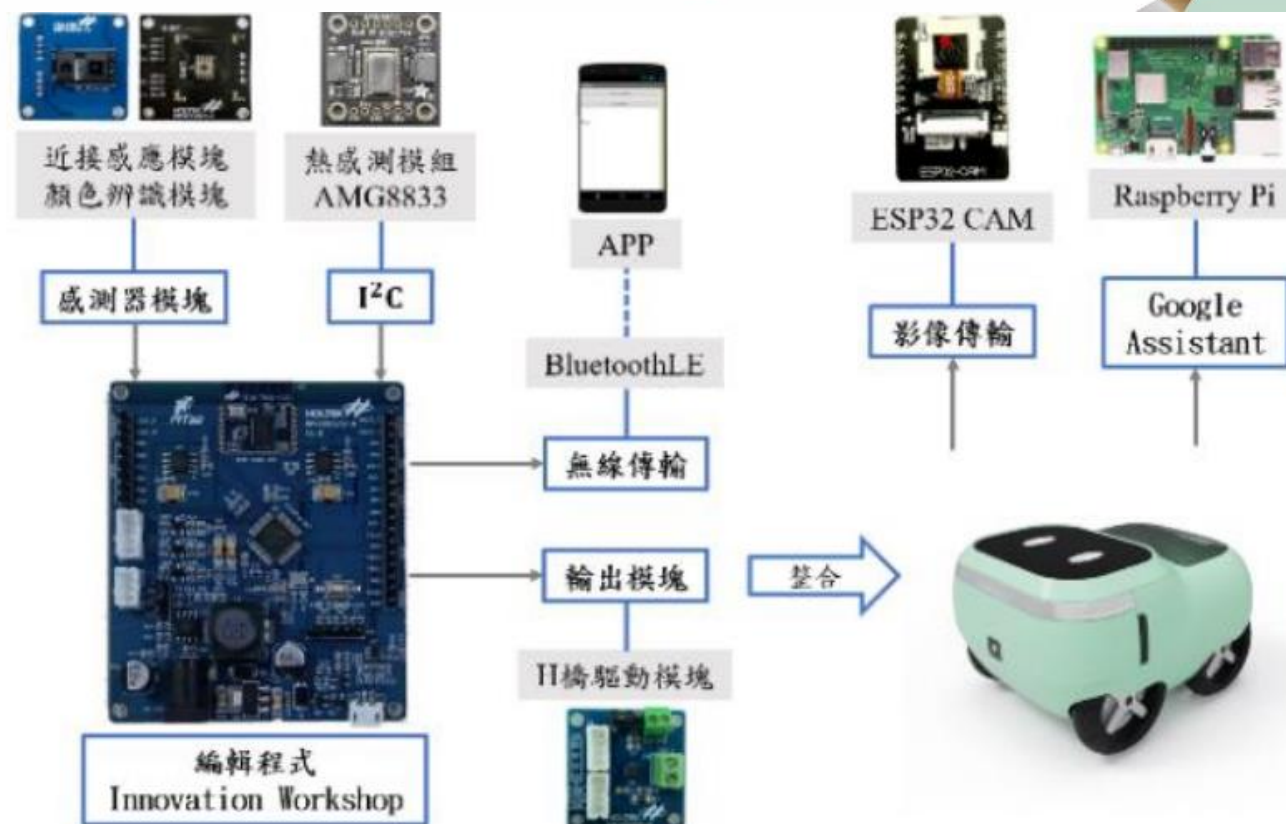 近接感應模塊
顏色辨識模塊
熱感測模組
AMG8833
APP
ESP32-CAM
ESP32 CAM
Raspberry Pi
感測器模塊
I²C
影像傳輸
Google
Assistant
BluetoothLE
HOLTEK
無線傳輸
輸出模塊
整合
H橋驅動模塊
編輯程式
Innovation Workshop